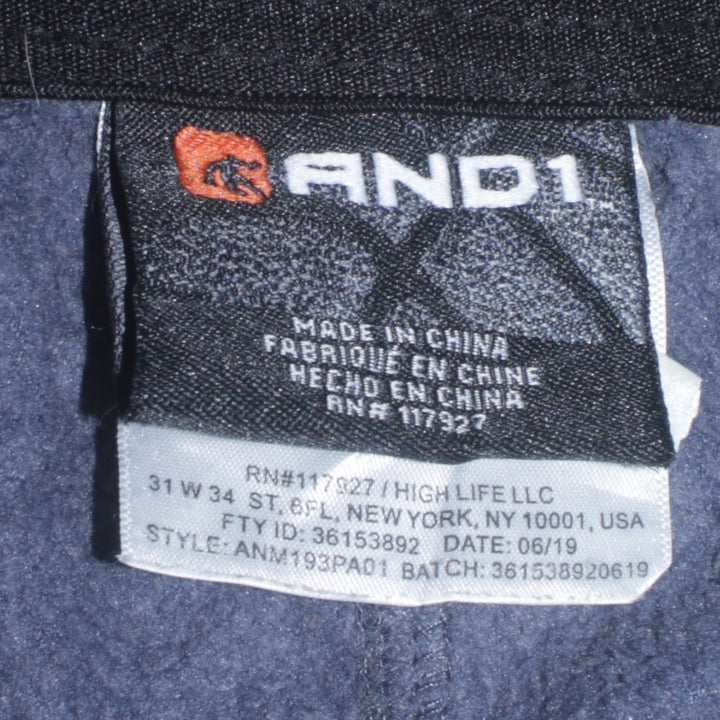 AND1™
MADE IN CHINA
FABRIQUÉ EN CHINE
HECHO EN CHINA
RN# 117927
RN#117927 / HIGH LIFE LLC
31 W 34 ST, 6FL, NEW YORK, NY 10001, USA
FTY ID: 36153892 DATE: 06/19
STYLE: ANM193PA01 BATCH: 361538920619